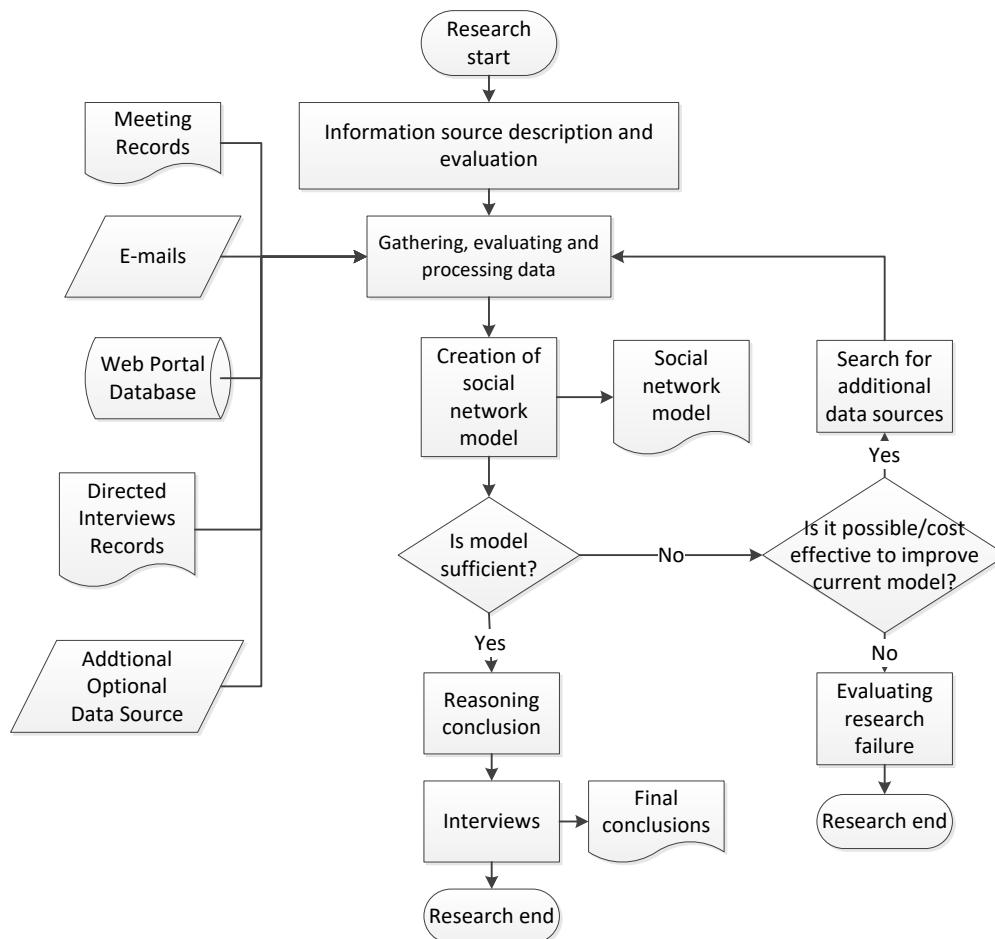 Research
start
Information source description and
evaluation
Meeting
Records
E-mails
Gathering, evaluating and
processing data
Web Portal
Database
Creation of
social
network
model
Social
network
model
Search for
additional
data sources
Yes
Directed
Interviews
Records
Is model
sufficient?
No
Is it possible/cost
effective to improve
current model?
Yes
No
Addtional
Optional
Data Source
Reasoning
conclusion
Evaluating
research
failure
Interviews
Final
conclusions
Research end
Research end